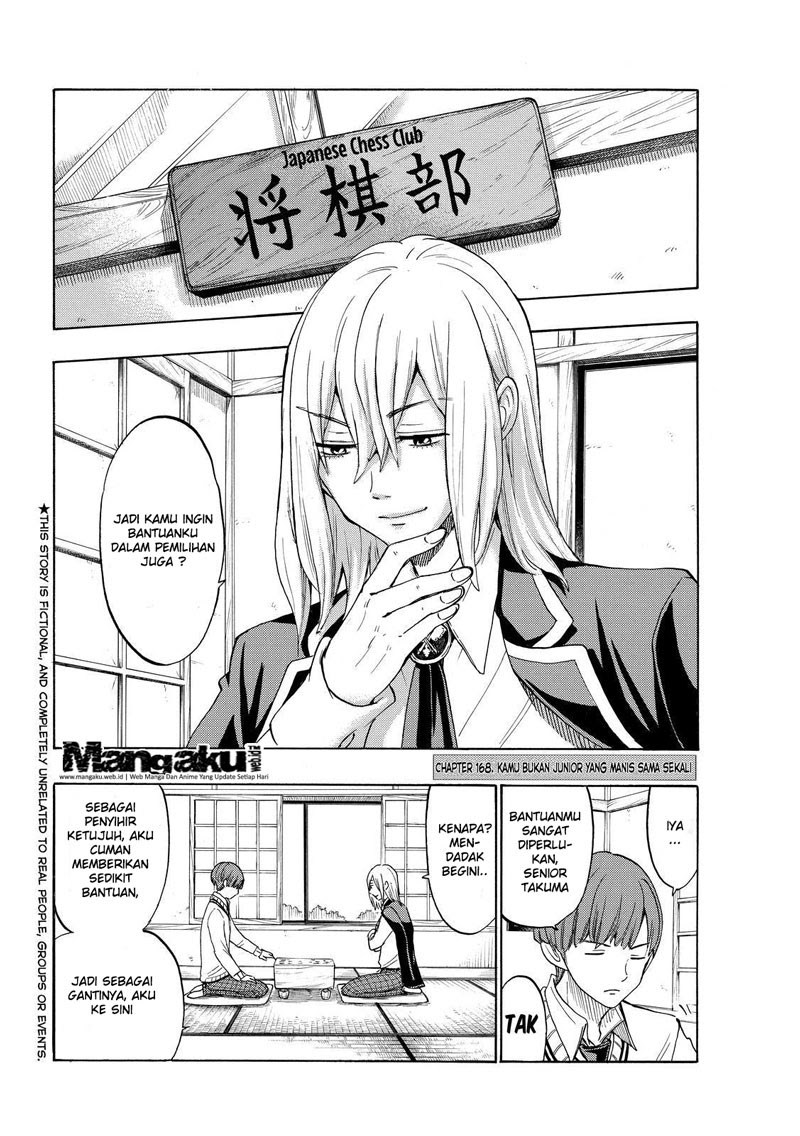 Japanese Chess Club
将棋部
JADI KAMU INGIN
BANTUANKU
DALAM PEMILIHAN
JUGA ?
★THIS STORY IS FICTIONAL, AND COMPLETELY UNRELATED TO REAL PEOPLE, GROUPS OR EVENTS.
Mangaku
WEB.ID
www.mangaku.web.id | Web Manga Dan Anime Yang Update Setiap Hari
CHAPTER 168. KAMU BUKAN JUNIOR YANG MANIS SAMA SEKALI
IYA
...
BANTUANMU
SANGAT
DIPERLU-
KAN,
SENIOR
TAKUMA
TAK
KENAPA?
MEN-
DADAK
BEGINI..
SEBAGAI
PENYIHIR
KETUJUH, AKU
CUMAN
MEMBERIKAN
SEDIKIT
BANTUAN,
JADI SEBAGAI
GANTINYA, AKU
KE SINI